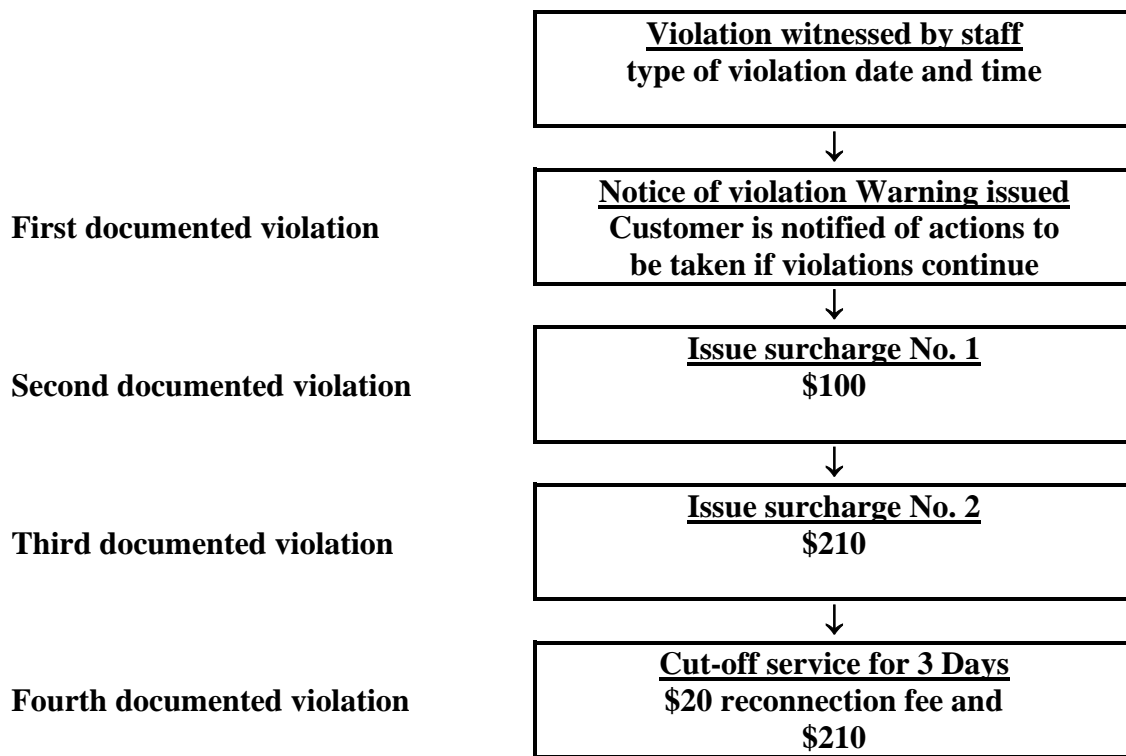 Violation witnessed by staff
type of violation date and time
↓
First documented violation
Notice of violation Warning issued
Customer is notified of actions to
be taken if violations continue
↓
Second documented violation
Issue surcharge No. 1
$100
↓
Third documented violation
Issue surcharge No. 2
$210
↓
Fourth documented violation
Cut-off service for 3 Days
$20 reconnection fee and
$210